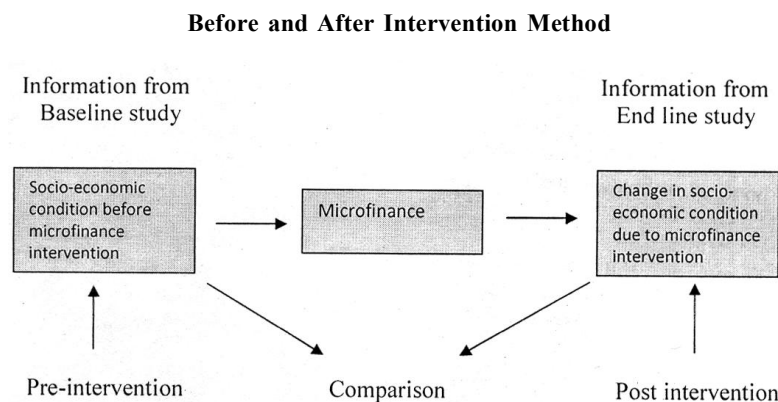 Before and After Intervention Method
Information from
Baseline study
Information from
End line study
Socio-economic
condition before
microfinance
intervention
Microfinance
Change in socio-
economic condition
due to microfinance
intervention
Pre-intervention
Comparison
Post intervention